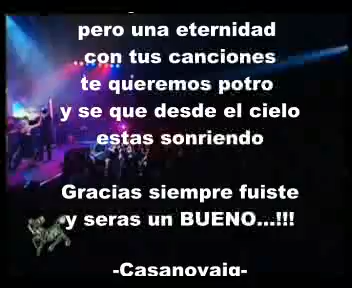 pero una eternidad
..con tus canciones
te queremos potro
y se que desde el cielo
estas sonriendo
Gracias siempre fuiste
y seras un BUENO...!!!
-Casanovaig-